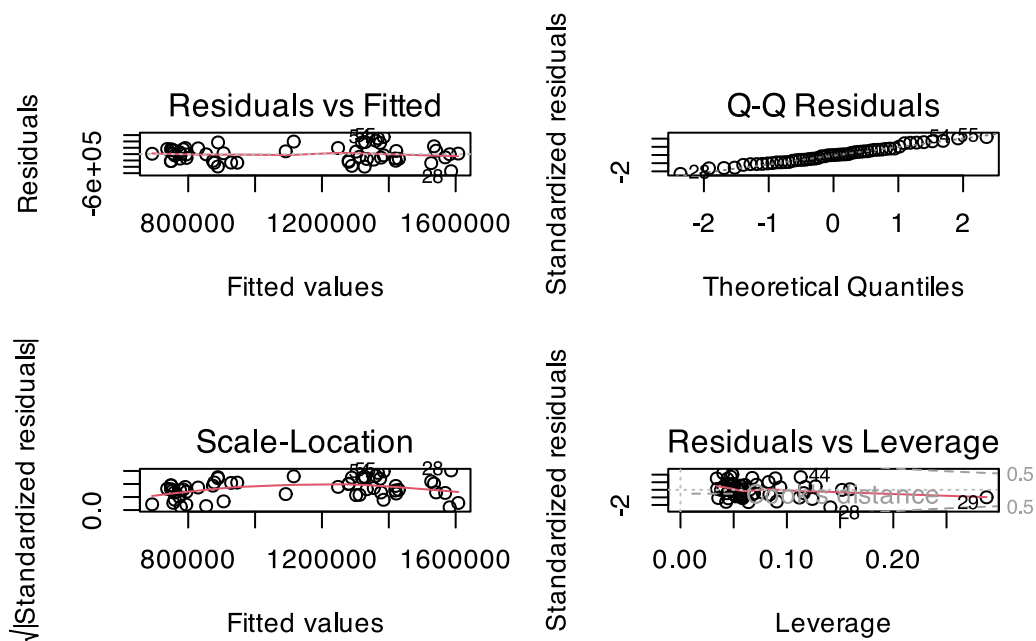 Residuals vs Fitted
Residuals
-6e+05
55
28
800000 1200000 1600000
Fitted values
Q-Q Residuals
Standardized residuals
-2
28
54 55
-2 -1 0 1 2
Theoretical Quantiles
Scale-Location
√|Standardized residuals|
0.0
55
28
800000 1200000 1600000
Fitted values
Residuals vs Leverage
Standardized residuals
-2
44
28
29
Cook's distance
0.5
0.5
0.00 0.10 0.20
Leverage